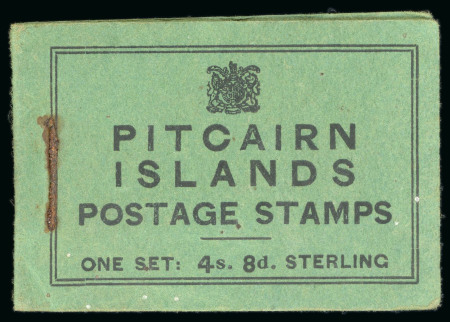 PITCAIRN
ISLANDS
POSTAGE STAMPS
ONE SET: 4s. 8d. STERLING